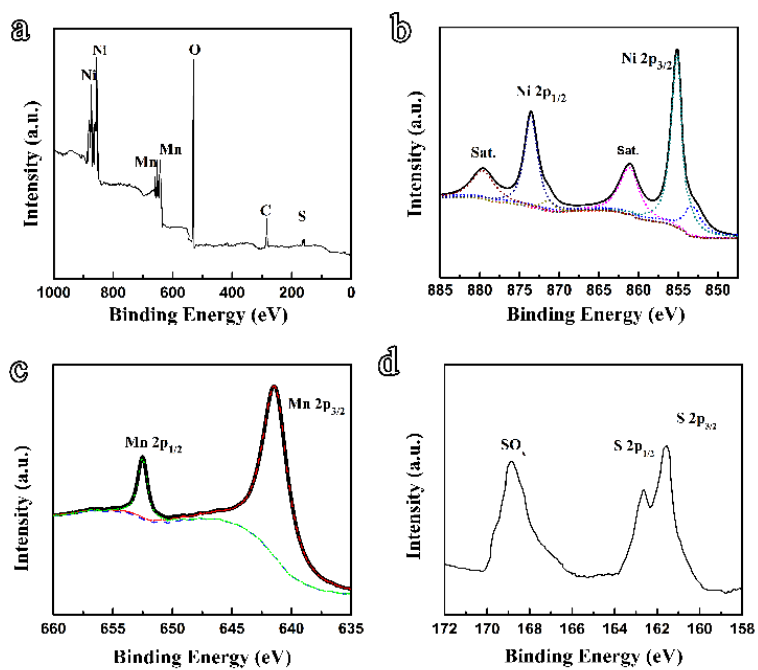 a
Ni
O
Ni
Mn
Mn
C
S
Intensity (a.u.)
1000 800 600 400 200 0
Binding Energy (eV)
b
Ni 2p3/2
Ni 2p1/2
Sat.
Sat.
Intensity (a.u.)
885 880 875 870 865 860 855 850
Binding Energy (eV)
c
Mn 2p3/2
Mn 2p1/2
Intensity (a.u.)
660 655 650 645 640 635
Binding Energy (eV)
d
S 2p3/2
SOx
S 2p1/2
Intensity (a.u.)
172 170 168 166 164 162 160 158
Binding Energy (eV)